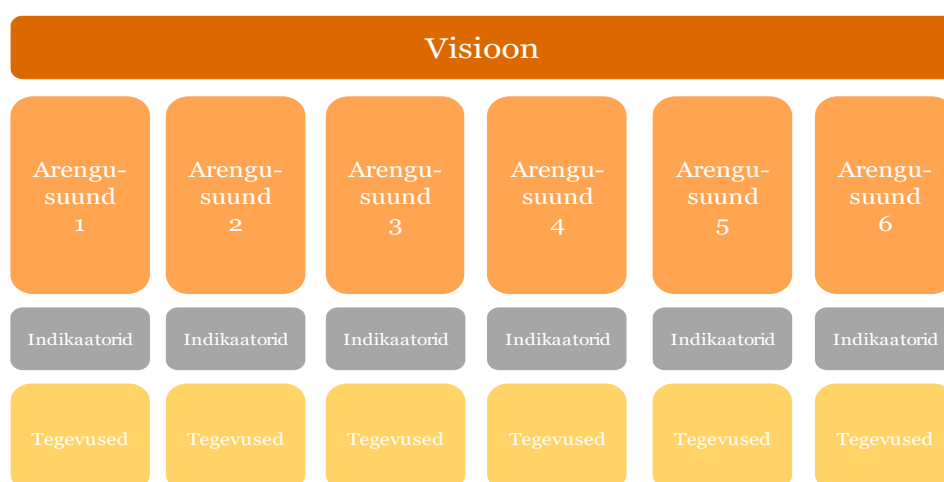 Visioon
Arengu-
suund
1
Arengu-
suund
2
Arengu-
suund
3
Arengu-
suund
4
Arengu-
suund
5
Arengu-
suund
6
Indikaatorid
Indikaatorid
Indikaatorid
Indikaatorid
Indikaatorid
Indikaatorid
Tegevused
Tegevused
Tegevused
Tegevused
Tegevused
Tegevused